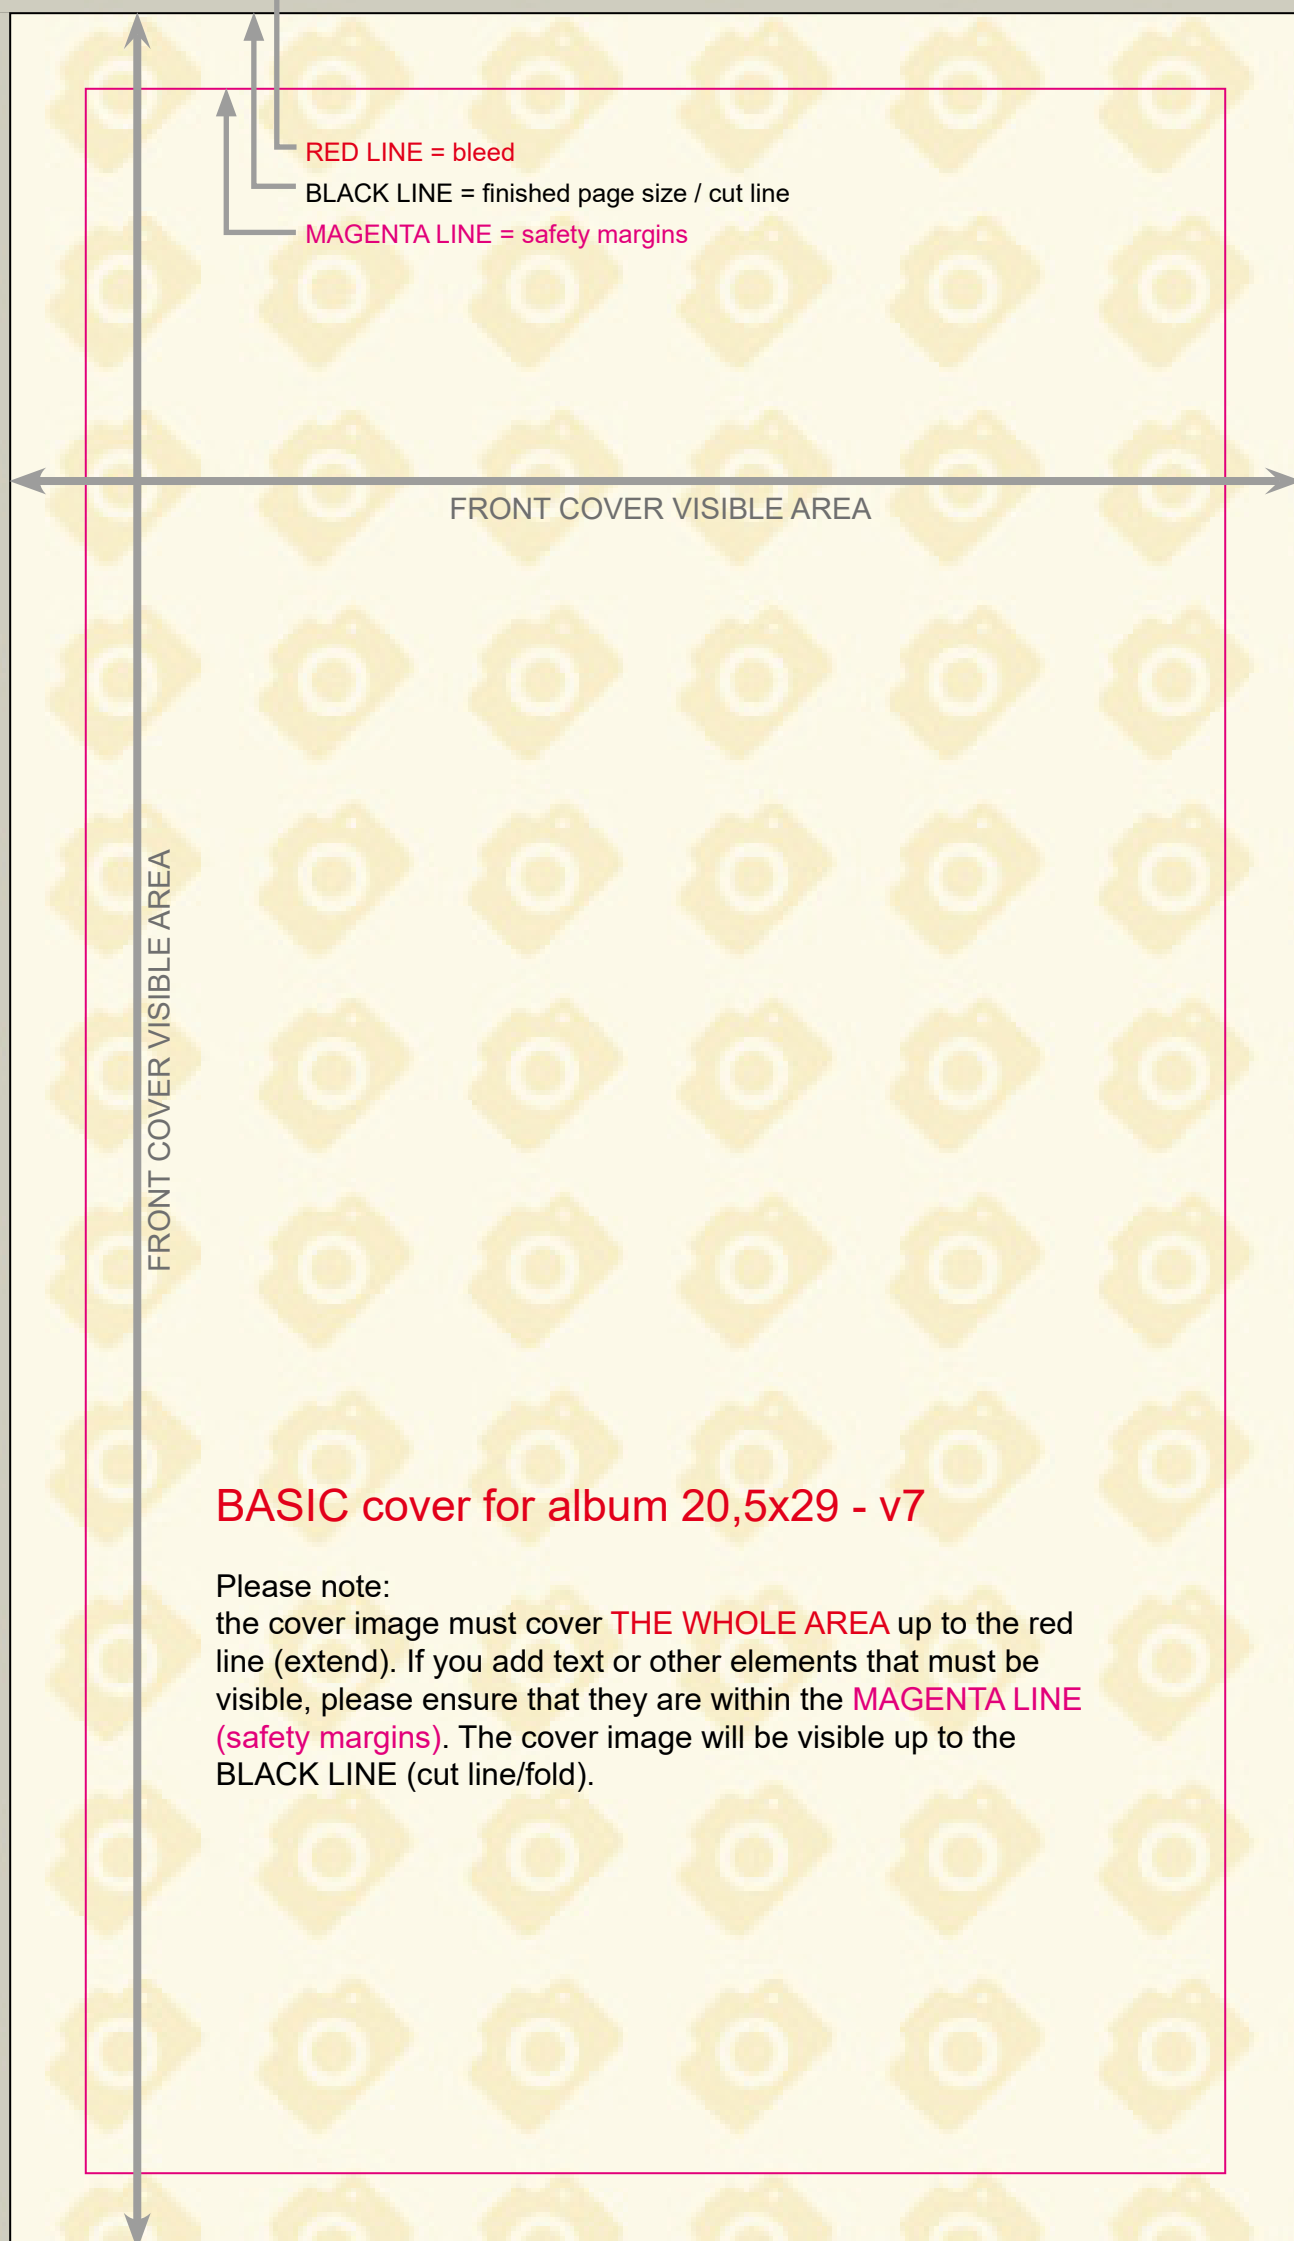 RED LINE = bleed
BLACK LINE = finished page size / cut line
MAGENTA LINE = safety margins
FRONT COVER VISIBLE AREA
FRONT COVER VISIBLE AREA
BASIC cover for album 20,5x29 - v7
Please note:
the cover image must cover THE WHOLE AREA up to the red
line (extend). If you add text or other elements that must be
visible, please ensure that they are within the MAGENTA LINE
(safety margins). The cover image will be visible up to the
BLACK LINE (cut line/fold).